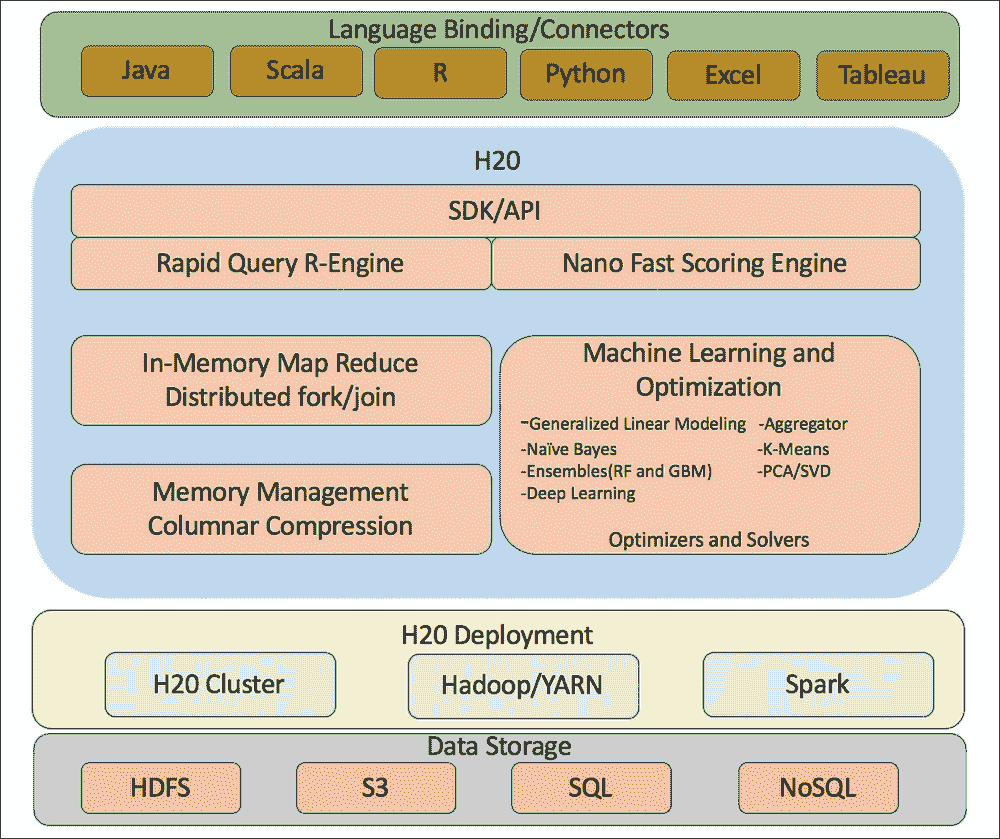 Language Binding/Connectors
Java
Scala
R
Python
Excel
Tableau
H20
SDK/API
Rapid Query R-Engine
Nano Fast Scoring Engine
In-Memory Map Reduce
Distributed fork/join
Memory Management
Columnar Compression
Machine Learning and
Optimization
-Generalized Linear Modeling -Aggregator
-Naïve Bayes -K-Means
-Ensembles(RF and GBM) -PCA/SVD
-Deep Learning
Optimizers and Solvers
H20 Deployment
H20 Cluster
Hadoop/YARN
Spark
Data Storage
HDFS
S3
SQL
NoSQL